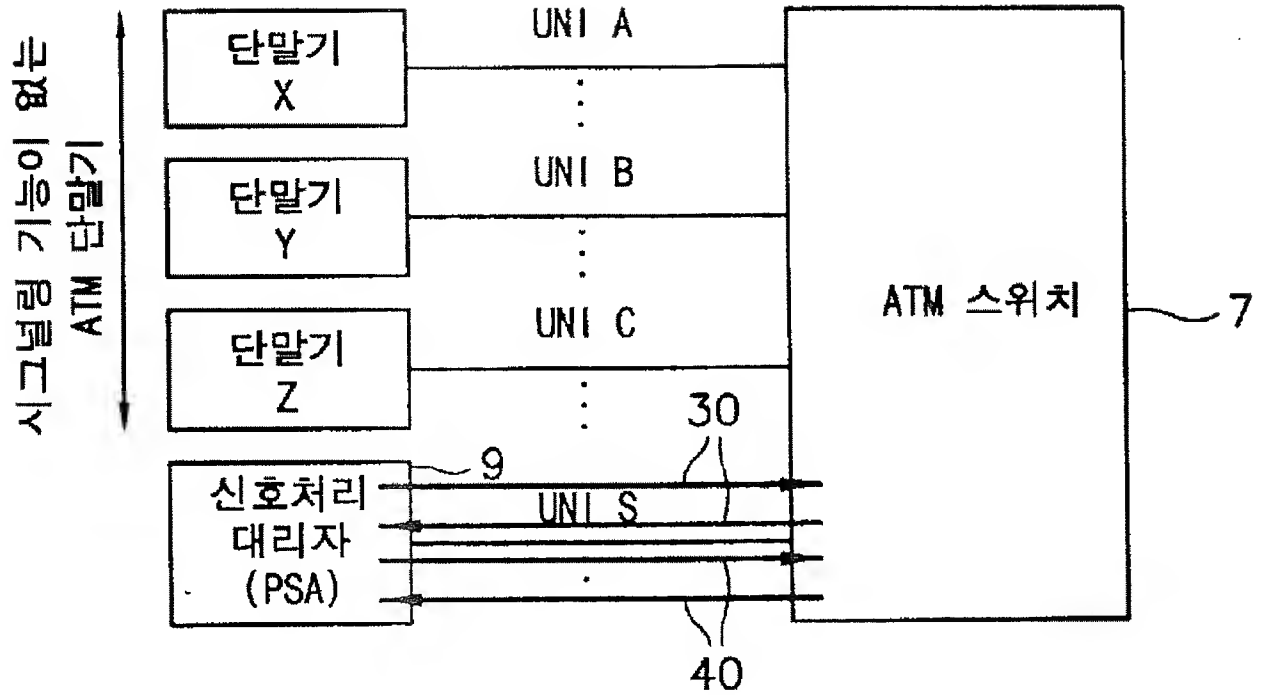 시그널링 기능이 없는
ATM 단말기
단말기
X
UNI A
단말기
Y
UNI B
단말기
Z
UNI C
ATM 스위치
7
신호처리
대리자
(PSA)
9
30
UNI S
40